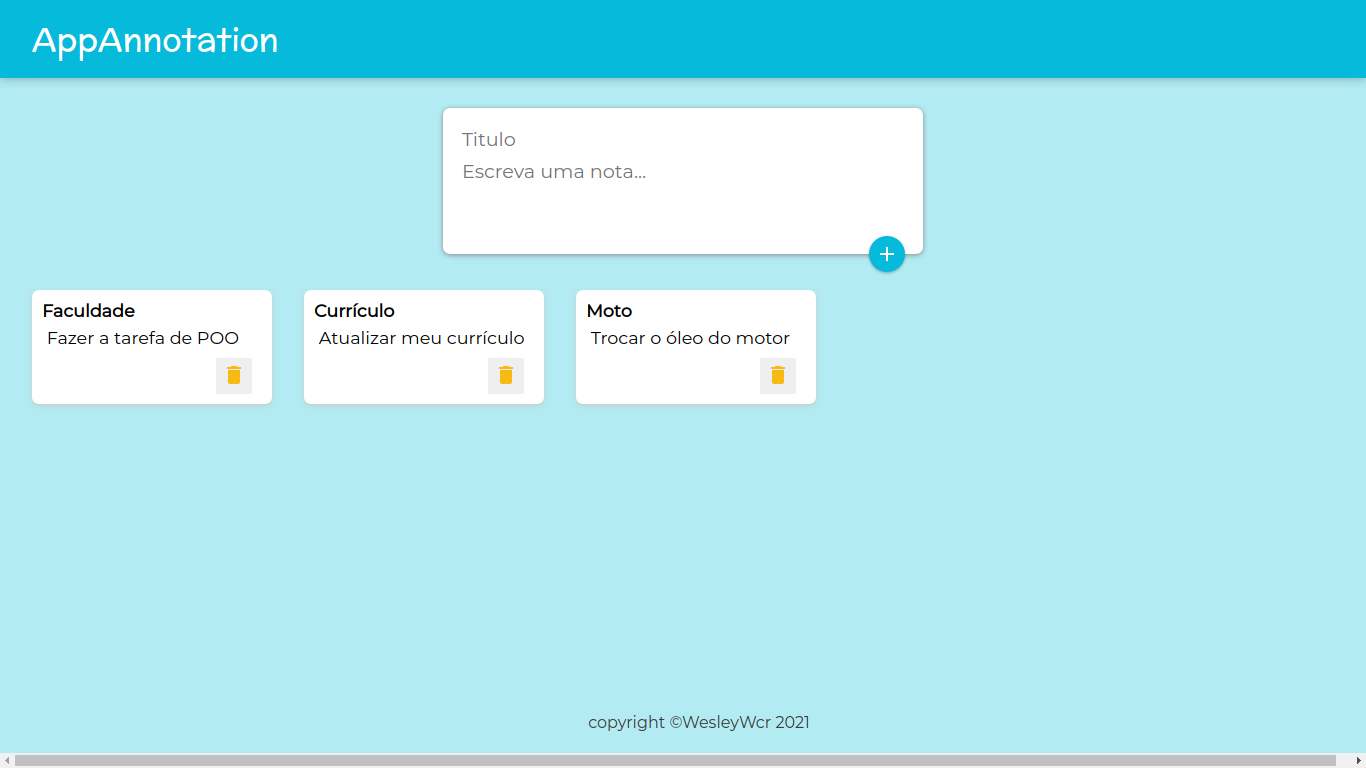 AppAnnotation
Titulo
Escreva uma nota...
Faculdade
Fazer a tarefa de POO
Currículo
Atualizar meu currículo
Moto
Trocar o óleo do motor
copyright ©WesleyWcr 2021